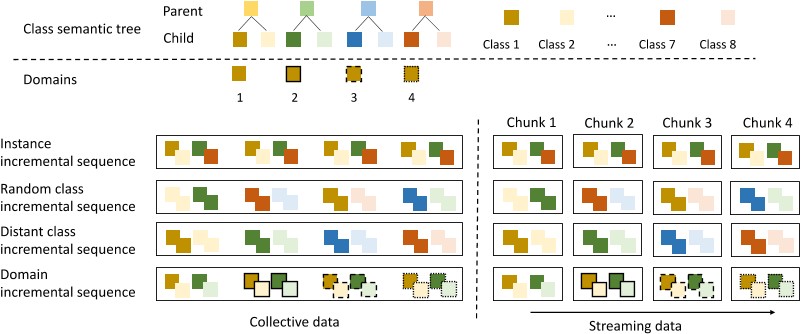 Class semantic tree
Parent
Child
Class 1
Class 2
...
...
Class 7
Class 8
Domains
1
2
3
4
Chunk 1
Chunk 2
Chunk 3
Chunk 4
Instance
incremental sequence
Random class
incremental sequence
Distant class
incremental sequence
Domain
incremental sequence
Collective data
Streaming data